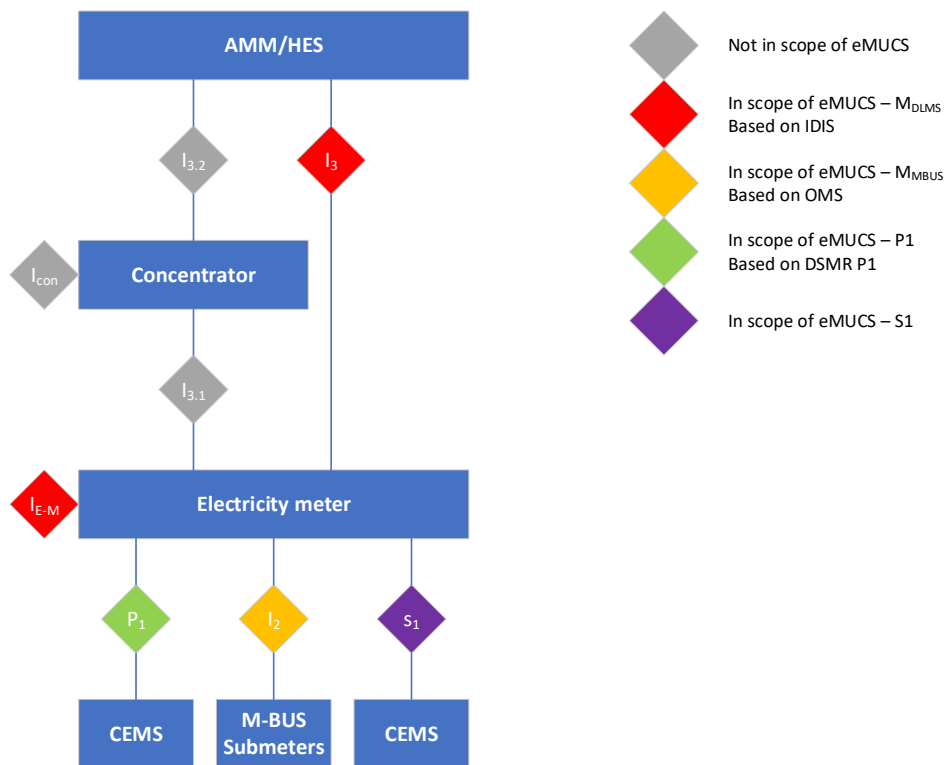 AMM/HES
I3.2
I3
Icon
Concentrator
I3.1
IE-M
Electricity meter
P1
I2
S1
CEMS
M-BUS
Submeters
CEMS
Not in scope of eMUCS
In scope of eMUCS – MDLMS
Based on IDIS
In scope of eMUCS – MMBUS
Based on OMS
In scope of eMUCS – P1
Based on DSMR P1
In scope of eMUCS – S1